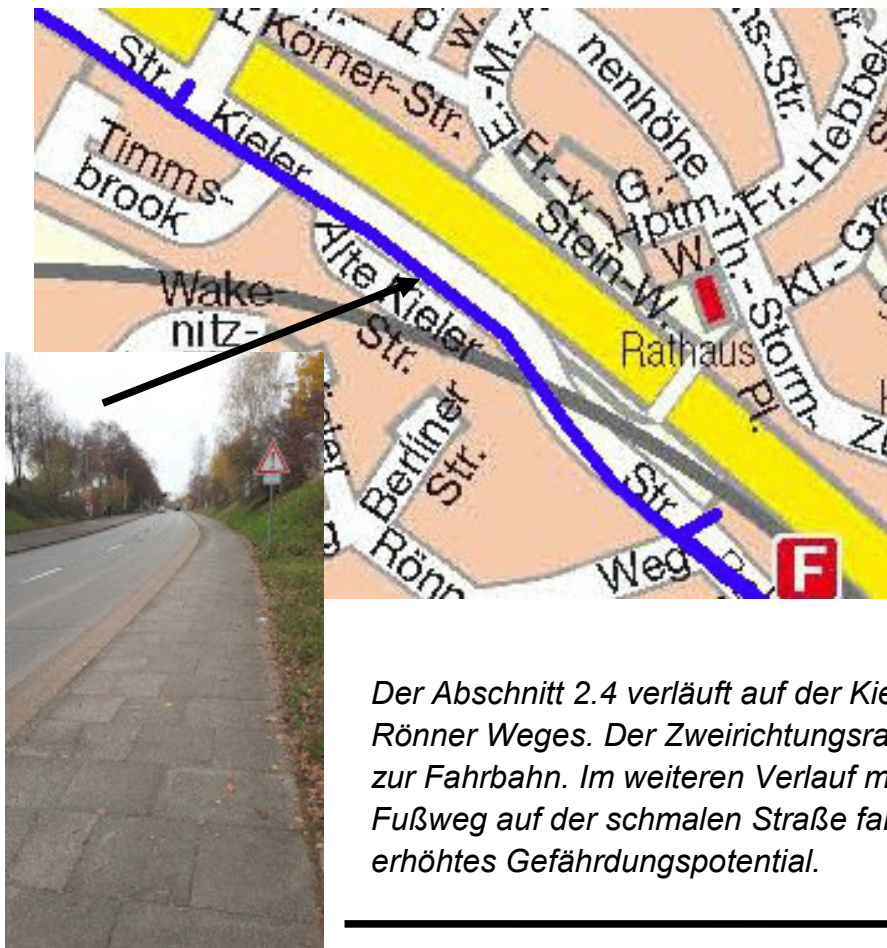 Körner-Str.
Str.
Kieler
Timms-
brook
nenhöhe
E.-M.-A
Fr.-Hebbel
Fr.-v.-
Stein-W.
G.-
Hptm.
W.
Th.-Storm-
Kl.-Gr
Alte Kieler
Str.
Wake-
nitz-
Rathaus
Pl.
Berliner
Str.
Str.
Rönn
Weg
F
Der Abschnitt 2.4 verläuft auf der Kie
Rönner Weges. Der Zweirichtungsra
zur Fahrbahn. Im weiteren Verlauf m
Fußweg auf der schmalen Straße fa
erhöhtes Gefährdungspotential.